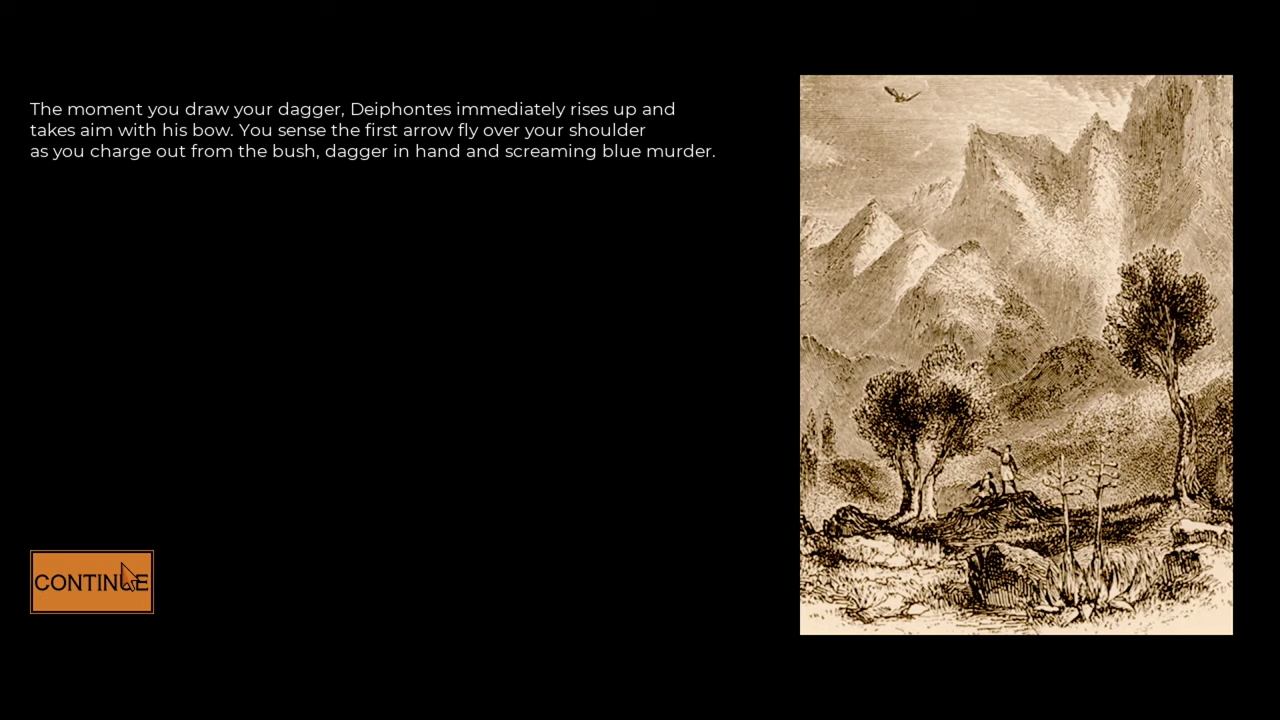 The moment you draw your dagger, Deiphontes immediately rises up and
takes aim with his bow. You sense the first arrow fly over your shoulder
as you charge out from the bush, dagger in hand and screaming blue murder.
CONTINUE